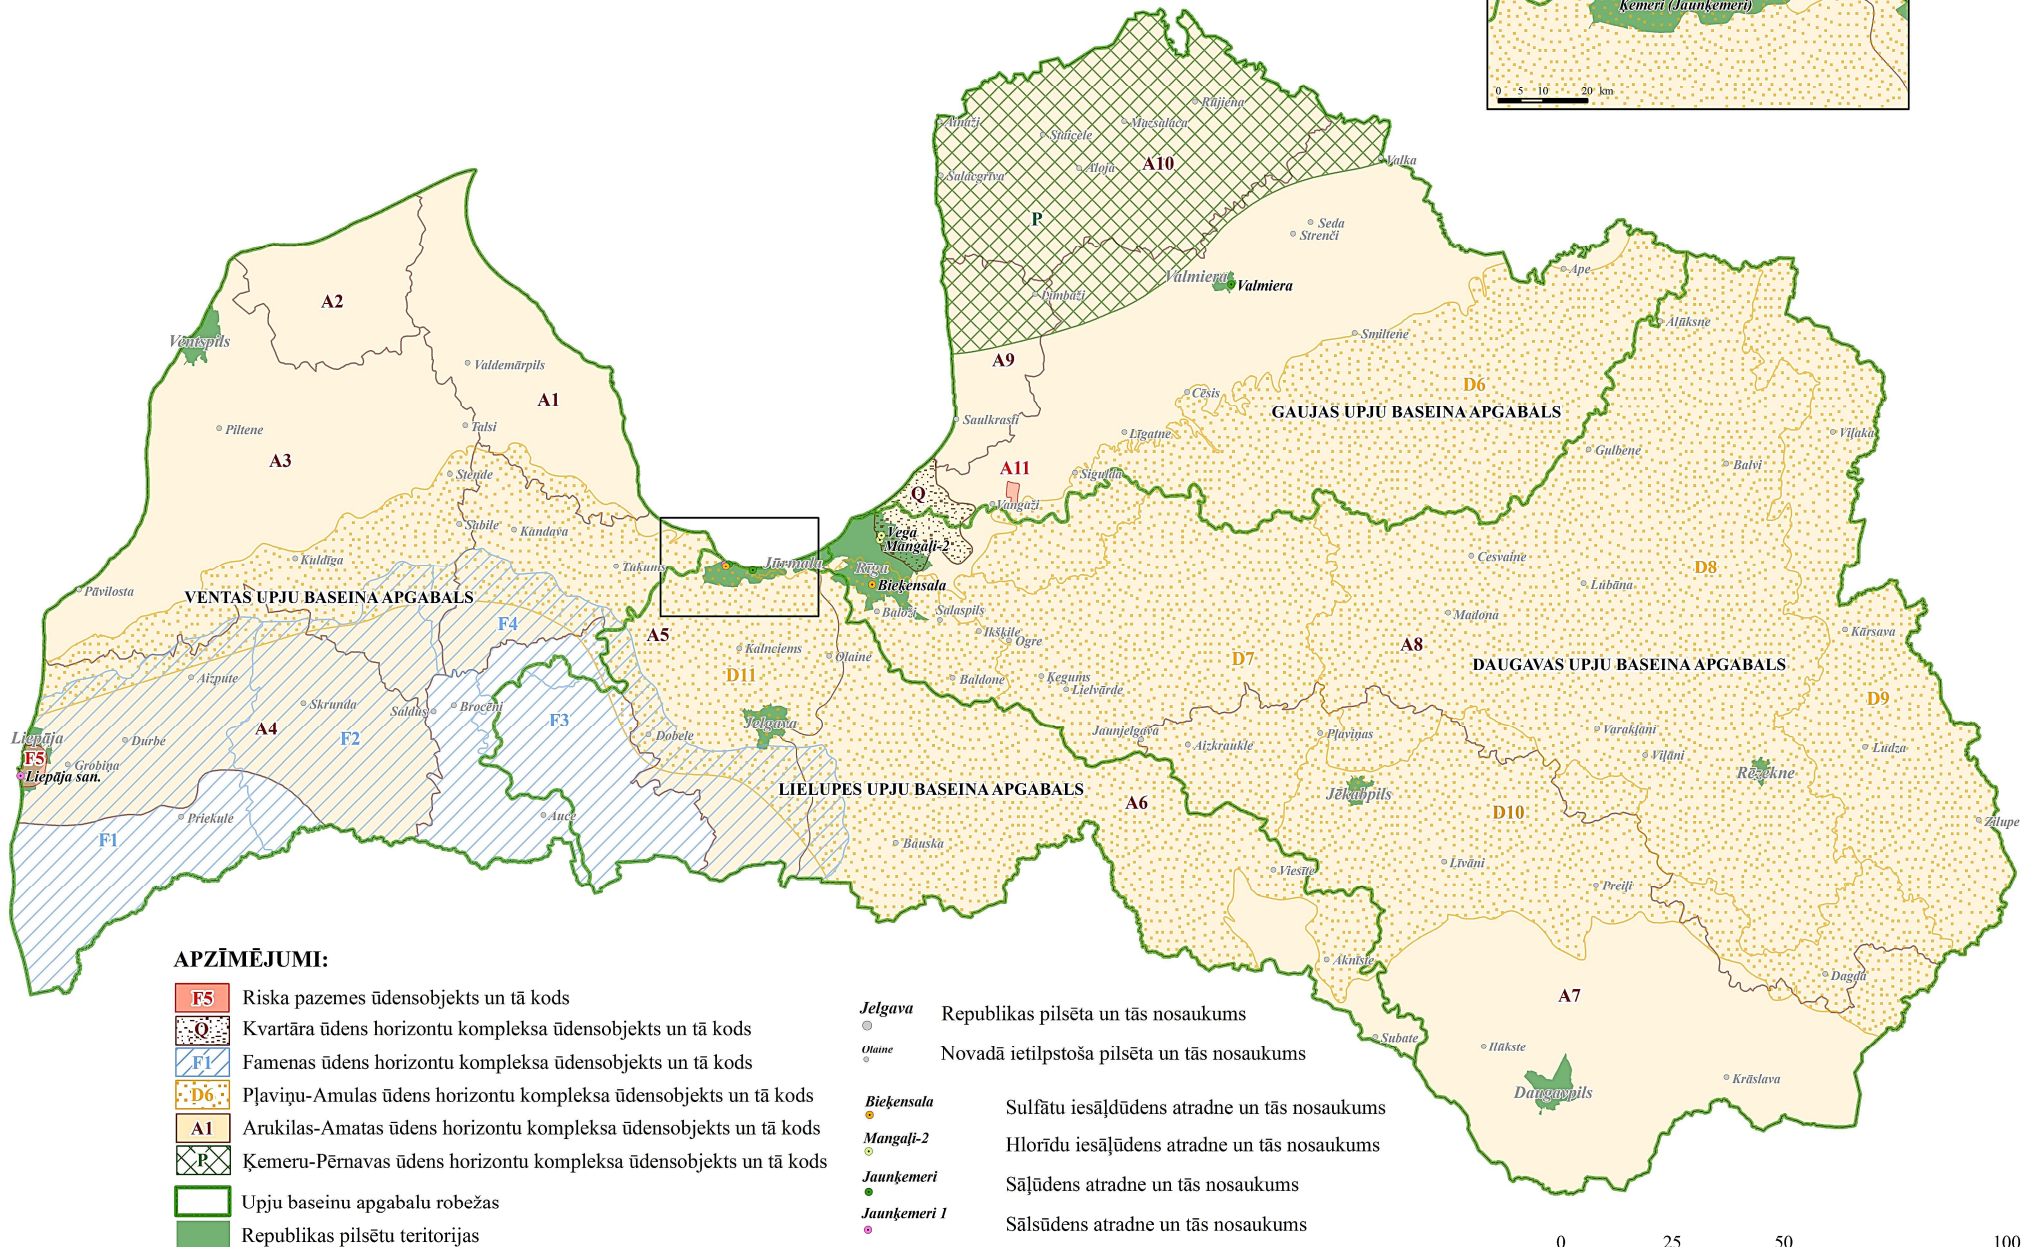 Ķemeri (Jaunķemeri)
0 5 10 20 km
Rūjiena
Ainaži
Staicele
Mazsalaca
A10
Aloja
Valka
Salacgrīva
P
Seda
Strenči
Ape
Valmiera
Valmiera
Limbaži
A2
Ventspils
Alūksne
Smiltene
Valdemārpils
A9
D6
A1
Cēsis
GAUJAS UPJU BASEINA APGABALS
Saulkrasti
Piltene
Talsi
Līgatne
Viļaka
A3
Gulbene
Balvi
A11
Stende
Sigulda
Q
Vangaži
Sabile
Kandava
Vega
Mangaļi-2
Kuldīga
Jūrmala
Rīga
Cesvaine
Tukums
D8
Biekensala
Lubāna
Pāvilosta
VENTAS UPJU BASEINA APGABALS
Baloži
Salaspils
Madona
F4
A5
Ikšķile
Ogre
Kārsava
A8
Kalnciems
Olaine
D7
DAUGAVAS UPJU BASEINA APGABALS
D11
Aizpute
Baldone
Ķegums
Lielvārde
D9
Skrunda
Saldus
Brocēni
F3
Jelgava
A4
F2
Liepāja
Durbe
Dobele
Jaunjelgava
Aizkraukle
Pļaviņas
Varakļāni
Ludza
Viļāni
F5
Grobiņa
Liepāja san.
Rēzekne
LIELUPES UPJU BASEINA APGABALS
Jēkabpils
A6
D10
Priekule
Auce
Zilupe
F1
Bauska
Līvāni
Viesīte
Preiļi
Akniste
Dagda
A7
Subate
Ilūkste
Krāslava
Daugavpils
APZĪMĒJUMI:
F5 Riska pazemes ūdensobjekts un tā kods
Q Kvartāra ūdens horizontu kompleksa ūdensobjekts un tā kods
F1 Famenas ūdens horizontu kompleksa ūdensobjekts un tā kods
D6 Pļaviņu-Amulas ūdens horizontu kompleksa ūdensobjekts un tā kods
A1 Arukilas-Amatas ūdens horizontu kompleksa ūdensobjekts un tā kods
P Ķemeru-Pērnavas ūdens horizontu kompleksa ūdensobjekts un tā kods
Upju baseinu apgabalu robežas
Republikas pilsētu teritorijas
Jelgava Republikas pilsēta un tās nosaukums
Olaine Novadā ietilpstoša pilsēta un tās nosaukums
Biekensala Sulfātu iesāļdūdens atradne un tās nosaukums
Mangaļi-2 Hlorīdu iesāļūdens atradne un tās nosaukums
Jaunķemeri Sāļūdens atradne un tās nosaukums
Jaunķemeri 1 Sālsūdens atradne un tās nosaukums
0 25 50 100